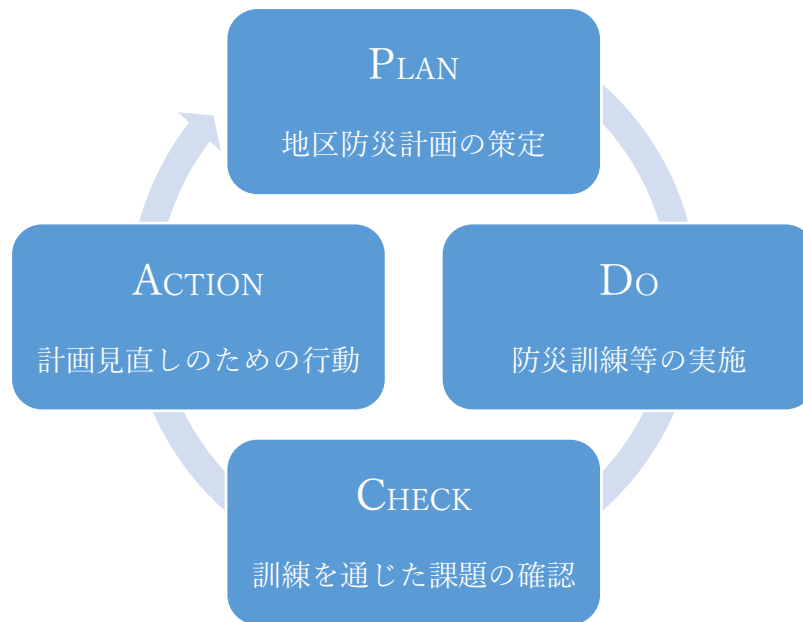 PLAN
地区防災計画の策定
DO
防災訓練等の実施
CHECK
訓練を通じた課題の確認
ACTION
計画見直しのための行動